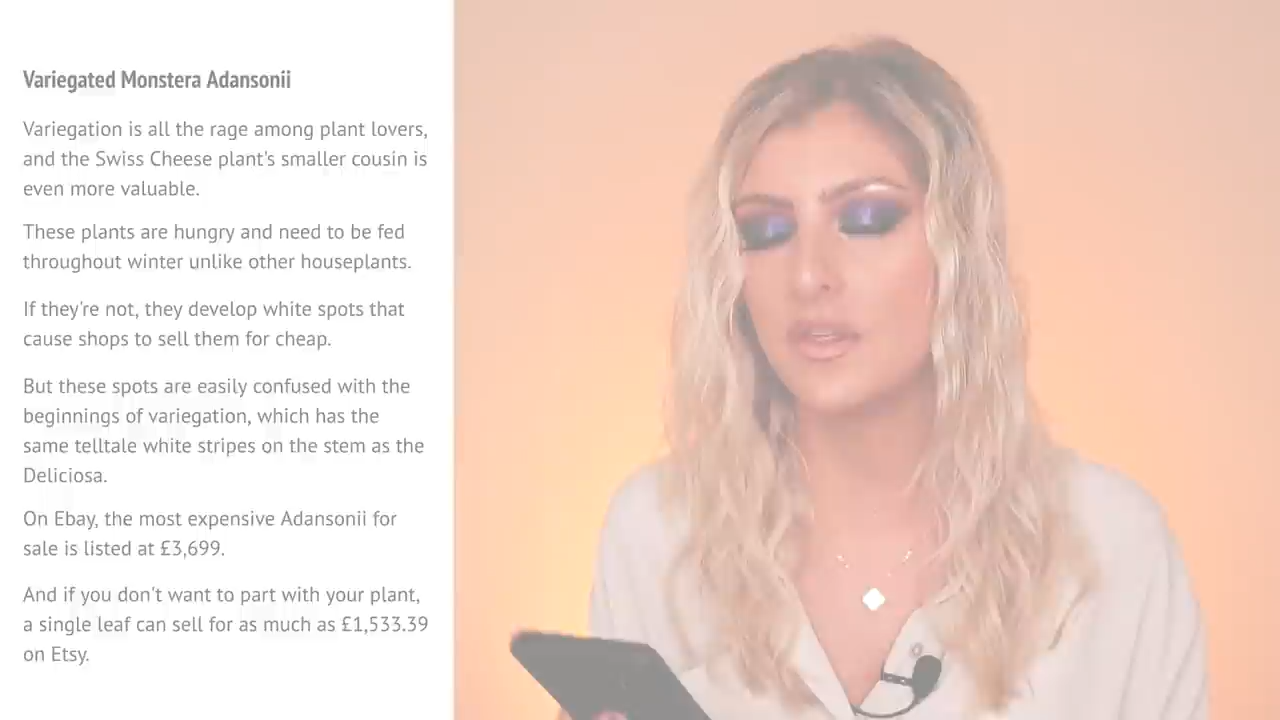 Variegated Monstera Adansonii
Variegation is all the rage among plant lovers,
and the Swiss Cheese plant's smaller cousin is
even more valuable.
These plants are hungry and need to be fed
throughout winter unlike other houseplants.
If they're not, they develop white spots that
cause shops to sell them for cheap.
But these spots are easily confused with the
beginnings of variegation, which has the
same telltale white stripes on the stem as the
Deliciosa.
On Ebay, the most expensive Adansonii for
sale is listed at £3,699.
And if you don't want to part with your plant,
a single leaf can sell for as much as £1,533.39
on Etsy.